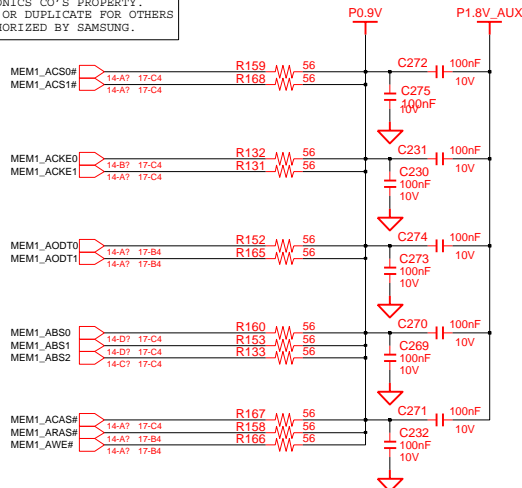 ONICS CO'S PROPERTY.
OR DUPLICATE FOR OTHERS
HORIZED BY SAMSUNG.
P0.9V
P1.8V_AUX
MEM1_ACS0#
R159
56
C272
100nF
10V
MEM1_ACS1#
14-A? 17-C4
R168
56
14-A? 17-C4
C275
100nF
10V
MEM1_ACKE0
R132
56
C231
100nF
10V
MEM1_ACKE1
14-B? 17-C4
R131
56
14-A? 17-C4
C230
100nF
10V
MEM1_AODT0
R152
56
C274
100nF
10V
MEM1_AODT1
14-A? 17-B4
R165
56
14-A? 17-B4
C273
100nF
10V
MEM1_ABS0
R160
56
C270
100nF
10V
MEM1_ABS1
14-D? 17-C4
R153
56
MEM1_ABS2
14-D? 17-C4
R133
56
14-C? 17-C4
C269
100nF
10V
MEM1_ACAS#
R167
56
C271
100nF
10V
MEM1_ARAS#
14-A? 17-C4
R158
56
MEM1_AWE#
14-A? 17-B4
R166
56
14-A? 17-B4
C232
100nF
10V